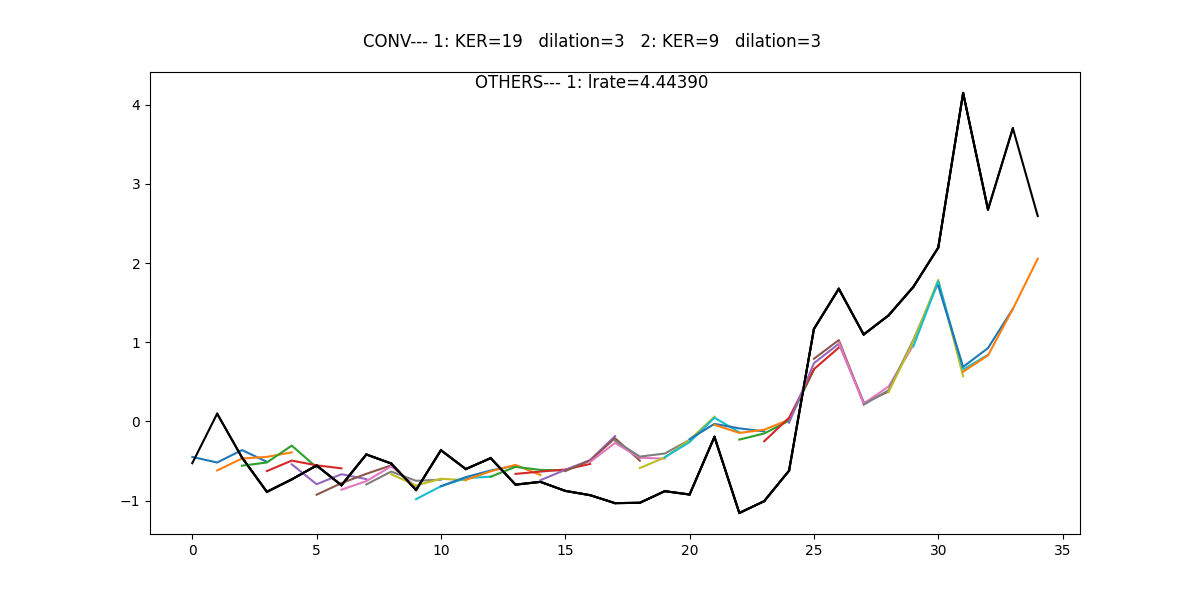 CONV--- 1: KER=19   dilation=3   2: KER=9   dilation=3
OTHERS--- 1: lrate=4.44390
4
3
2
1
0
−1
0 5 10 15 20 25 30 35